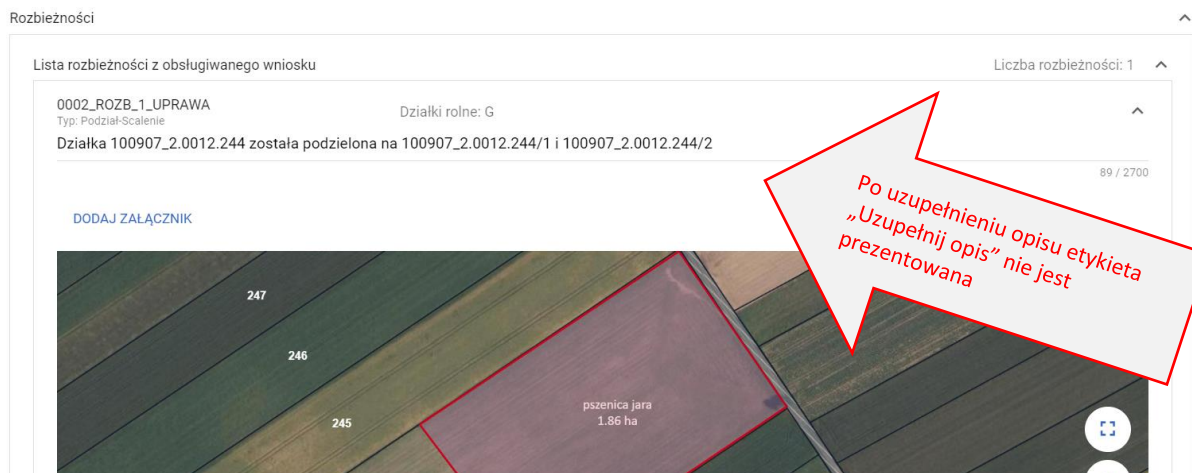 Rozbieżności
Lista rozbieżności z obsługiwanego wniosku
Liczba rozbieżności: 1
0002_ROZB_1_UPRAWA
Typ: Podział-Scalenie
Działki rolne: G
Działka 100907_2.0012.244 została podzielona na 100907_2.0012.244/1 i 100907_2.0012.244/2
89 / 2700
DODAJ ZAŁĄCZNIK
Po uzupełnieniu opisu etykieta
„Uzupełnij opis” nie jest
prezentowana
247
246
245
pszenica jara
1.86 ha